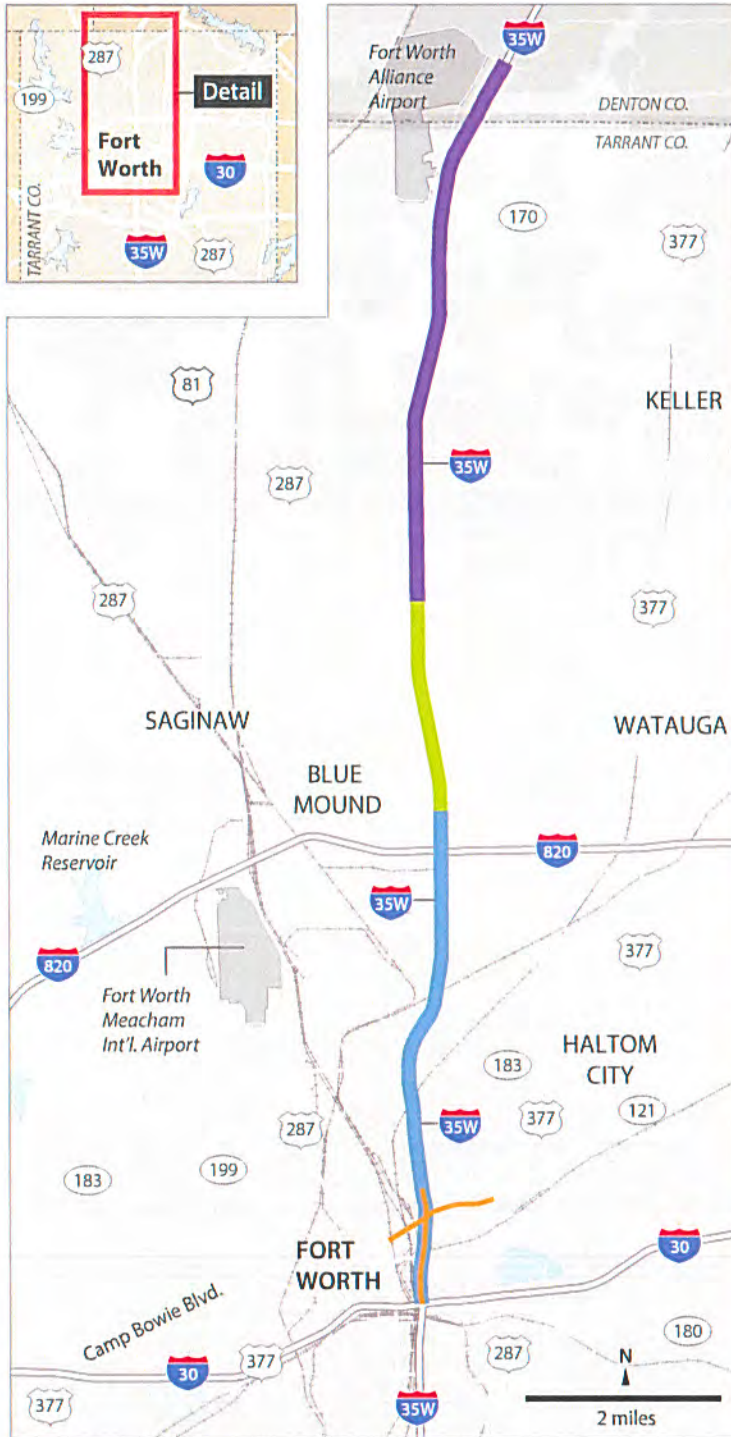 287
199
Detail
Fort
Worth
30
TARRANT CO.
35W
287
35W
Fort Worth
Alliance
Airport
DENTON CO.
TARRANT CO.
170
377
81
KELLER
287
35W
287
377
SAGINAW
WATAUGA
BLUE
MOUND
Marine Creek
Reservoir
820
35W
377
820
Fort Worth
Meacham
Int'l. Airport
HALTOM
CITY
183
377
121
35W
287
199
183
FORT
WORTH
30
Camp Bowie Blvd.
180
287
377
30
377
35W
N
2 miles